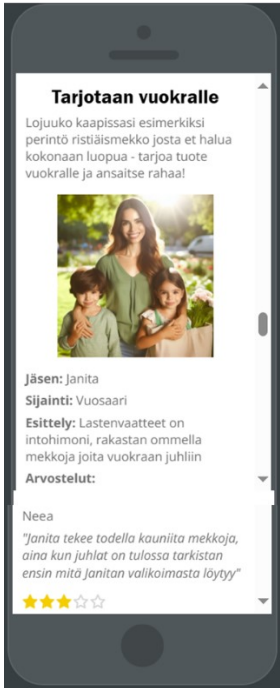 Tarjotaan vuokralle
Lojuuko kaapissasi esimerkiksi
perintö ristiäismekko josta et halua
kokonaan luopua - tarjoa tuote
vuokralle ja ansaitse rahaa!
Jäsen: Janita
Sijainti: Vuosaari
Esittely: Lastenvaatteet on
intohimoni, rakastan ommella
mekkoja joita vuokraan juhliin
Arvostelut:
Neea
"Janita tekee todella kauniita mekkoja,
aina kun juhlat on tulossa tarkistan
ensin mitä Janitan valikoimasta löytyy"